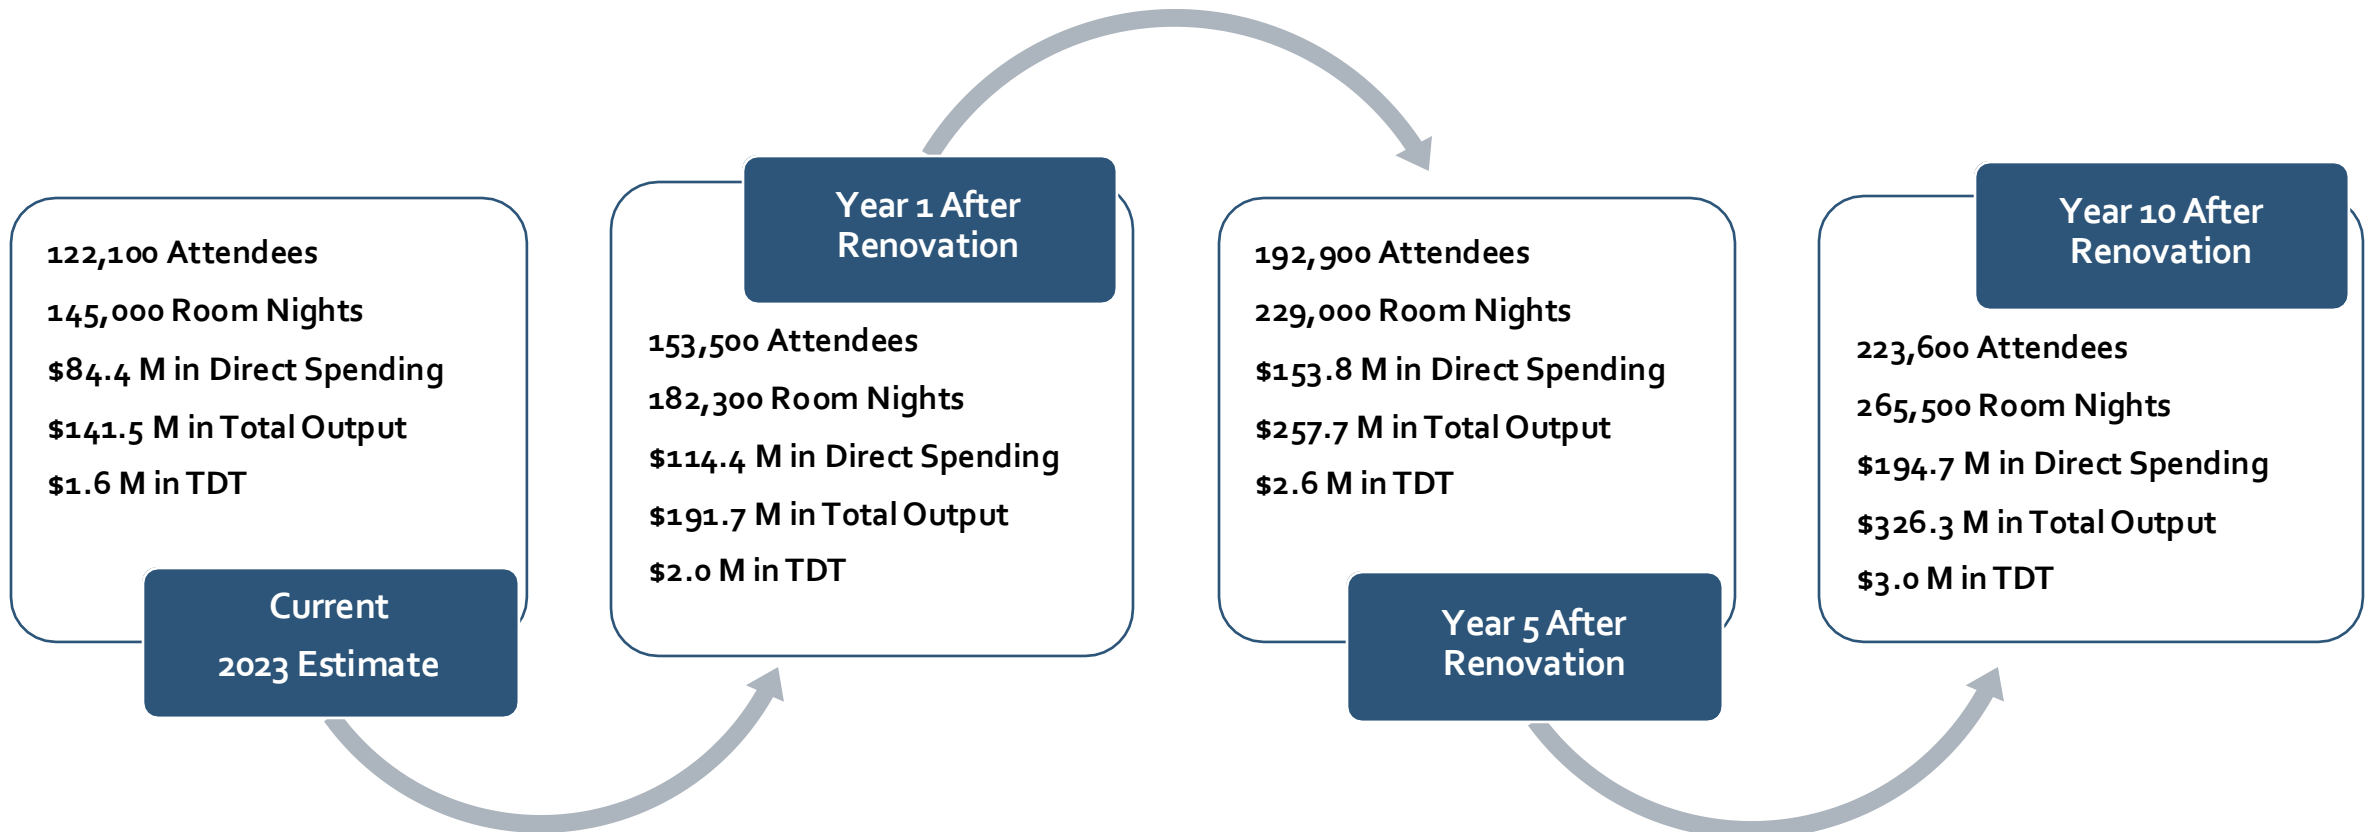 122,100 Attendees
145,000 Room Nights
$84.4 M in Direct Spending
$141.5 M in Total Output
$1.6 M in TDT
Current
2023 Estimate
Year 1 After
Renovation
153,500 Attendees
182,300 Room Nights
$114.4 M in Direct Spending
$191.7 M in Total Output
$2.0 M in TDT
192,900 Attendees
229,000 Room Nights
$153.8 M in Direct Spending
$257.7 M in Total Output
$2.6 M in TDT
Year 5 After
Renovation
Year 10 After
Renovation
223,600 Attendees
265,500 Room Nights
$194.7 M in Direct Spending
$326.3 M in Total Output
$3.0 M in TDT